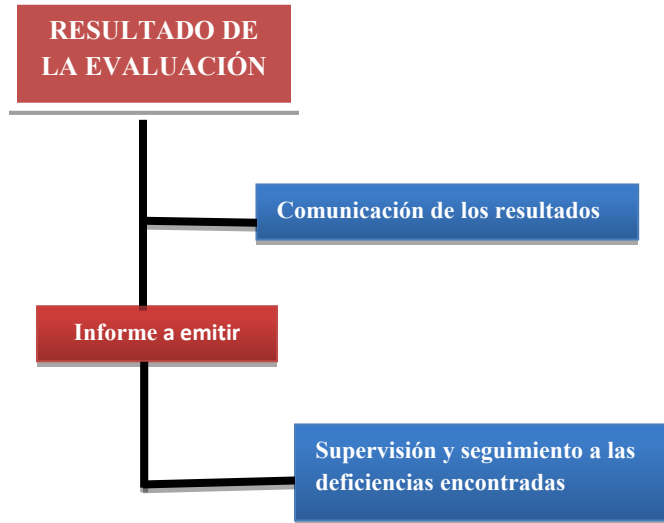 RESULTADO DE
LA EVALUACIÓN
Comunicación de los resultados
Informe a emitir
Supervisión y seguimiento a las
deficiencias encontradas